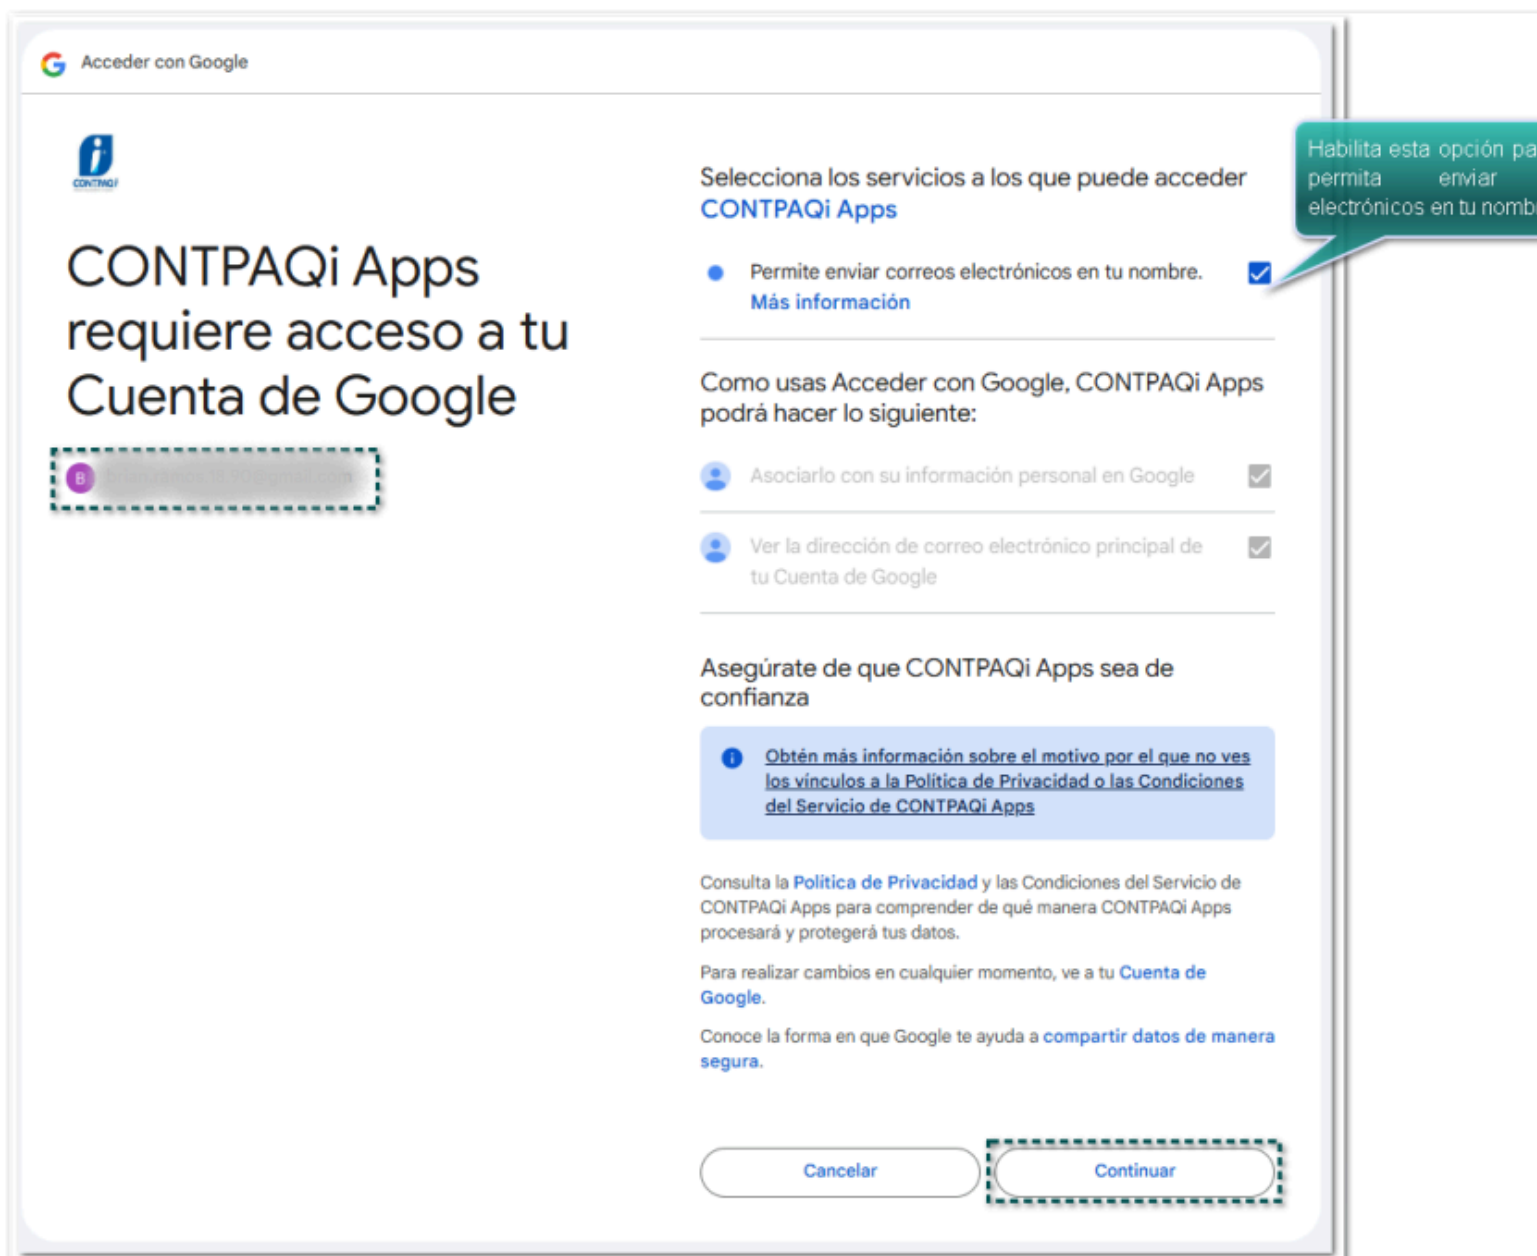 Acceder con Google
CONTPAQi
CONTPAQi Apps
requiere acceso a tu
Cuenta de Google
B
Selecciona los servicios a los que puede acceder
CONTPAQi Apps
Permite enviar correos electrónicos en tu nombre.
Más información
Habilita esta opción
permita enviar
electrónicos en tu
Como usas Acceder con Google, CONTPAQi Apps
podrá hacer lo siguiente:
Asociarlo con su información personal en Google
Ver la dirección de correo electrónico principal de
tu Cuenta de Google
Asegúrate de que CONTPAQi Apps sea de
confianza
Obtén más información sobre el motivo por el que no ves
los vínculos a la Política de Privacidad o las Condiciones
del Servicio de CONTPAQi Apps
Consulta la Política de Privacidad y las Condiciones del Servicio de
CONTPAQi Apps para comprender de qué manera CONTPAQi Apps
procesará y protegerá tus datos.
Para realizar cambios en cualquier momento, ve a tu Cuenta de
Google.
Conoce la forma en que Google te ayuda a compartir datos de manera
segura.
Cancelar
Continuar